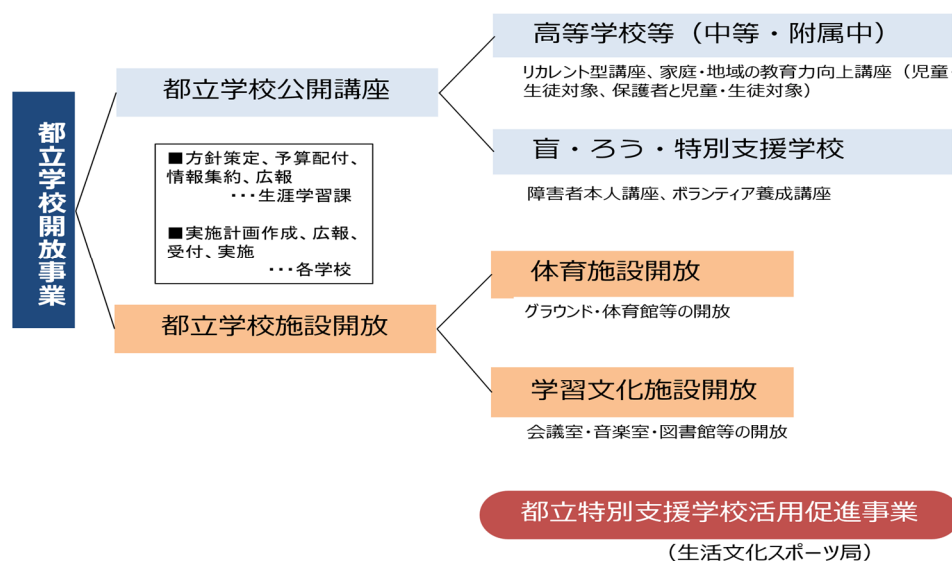 都立学校開放事業
都立学校公開講座
■方針策定、予算配付、
情報集約、広報
･･･生涯学習課
■実施計画作成、広報、
受付、実施
･･･各学校
都立学校施設開放
高等学校等（中等・附属中）
リカレント型講座、家庭・地域の教育力向上講座（児童
生徒対象、保護者と児童・生徒対象）
盲・ろう・特別支援学校
障害者本人講座、ボランティア養成講座
体育施設開放
グラウンド・体育館等の開放
学習文化施設開放
会議室・音楽室・図書館等の開放
都立特別支援学校活用促進事業
（生活文化スポーツ局）